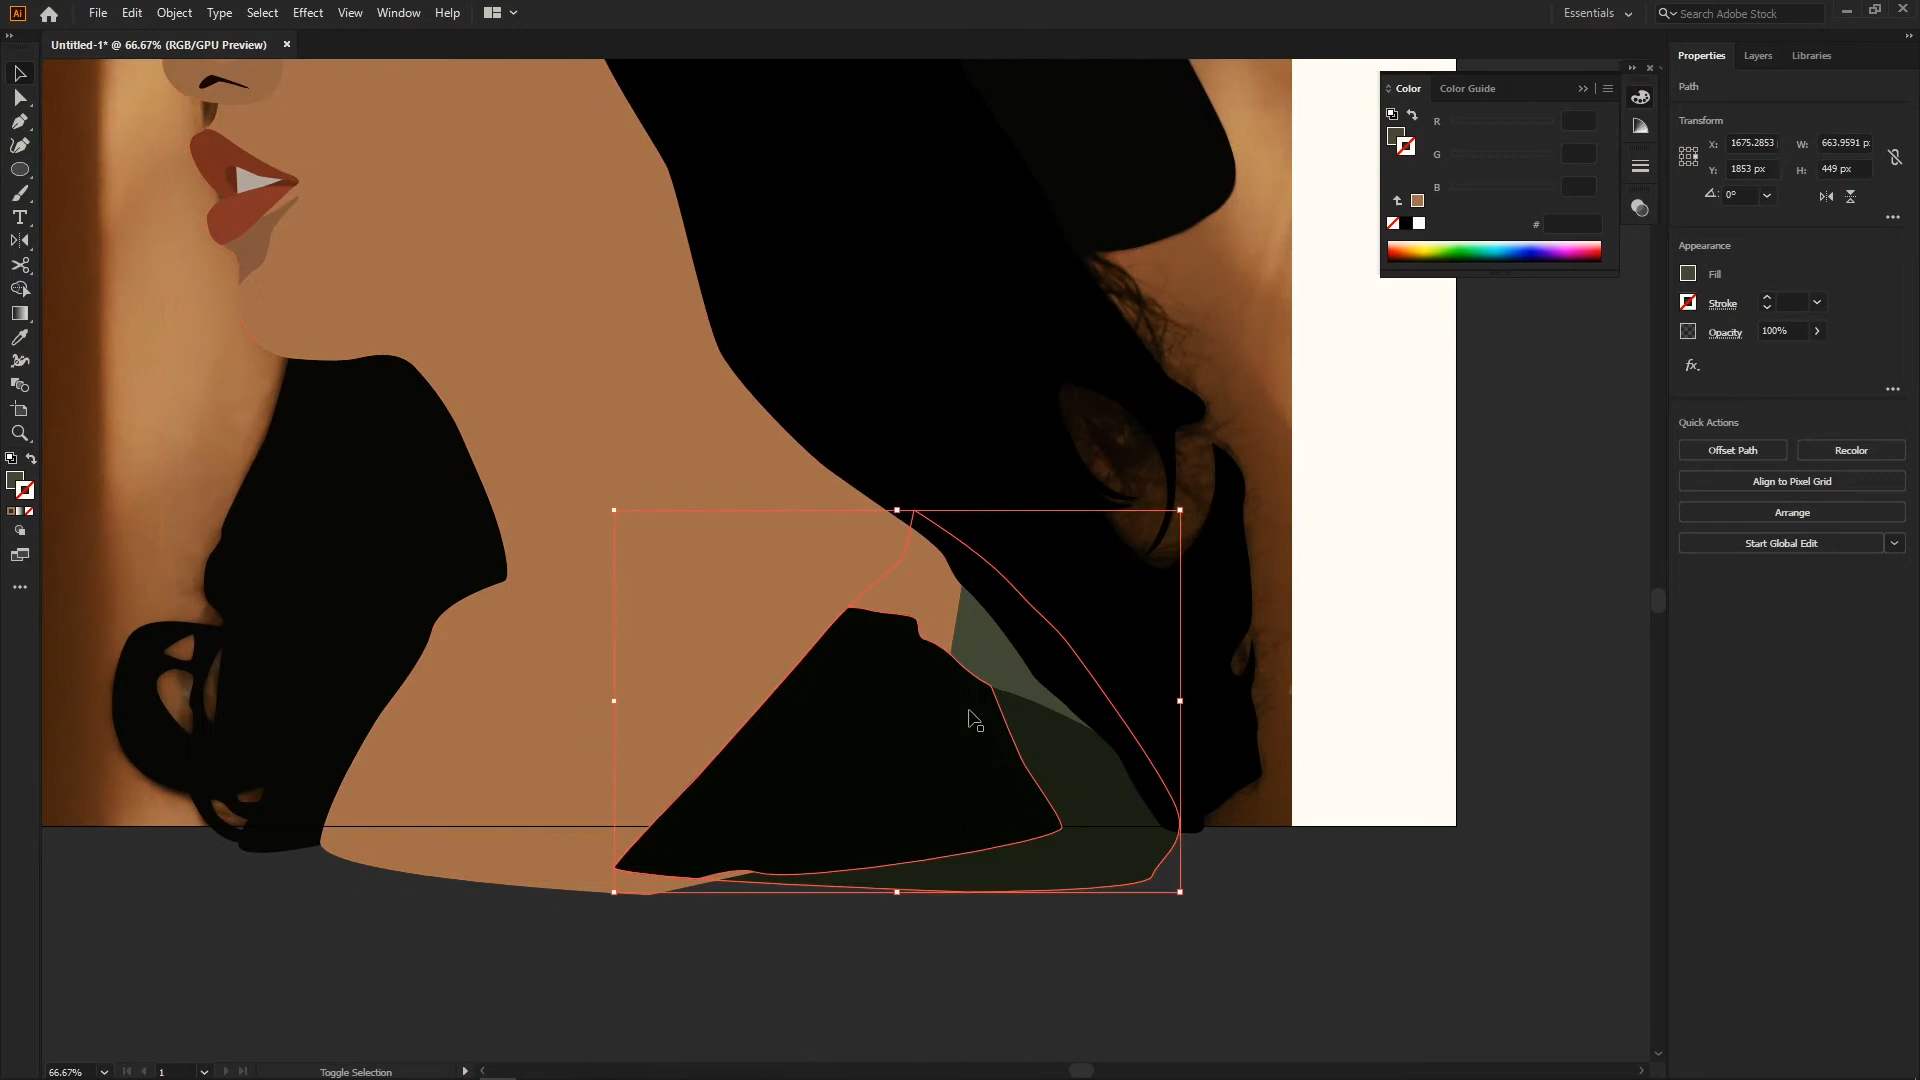 Ai File Edit Object Type Select Effect View Window Help Essentials Search Adobe Stock
Untitled-1* @ 66.67% (RGB/GPU Preview) ×
Properties Layers Libraries
Color Color Guide
Path
R
Transform
X: 1675.2853 W: 663.9591 px
G
Y: 1853 px H: 449 px
B
0°
#
Appearance
Fill
Stroke
Opacity 100%
fx.
Quick Actions
Offset Path Recolor
Align to Pixel Grid
Arrange
Start Global Edit
66.67% 1 Toggle Selection